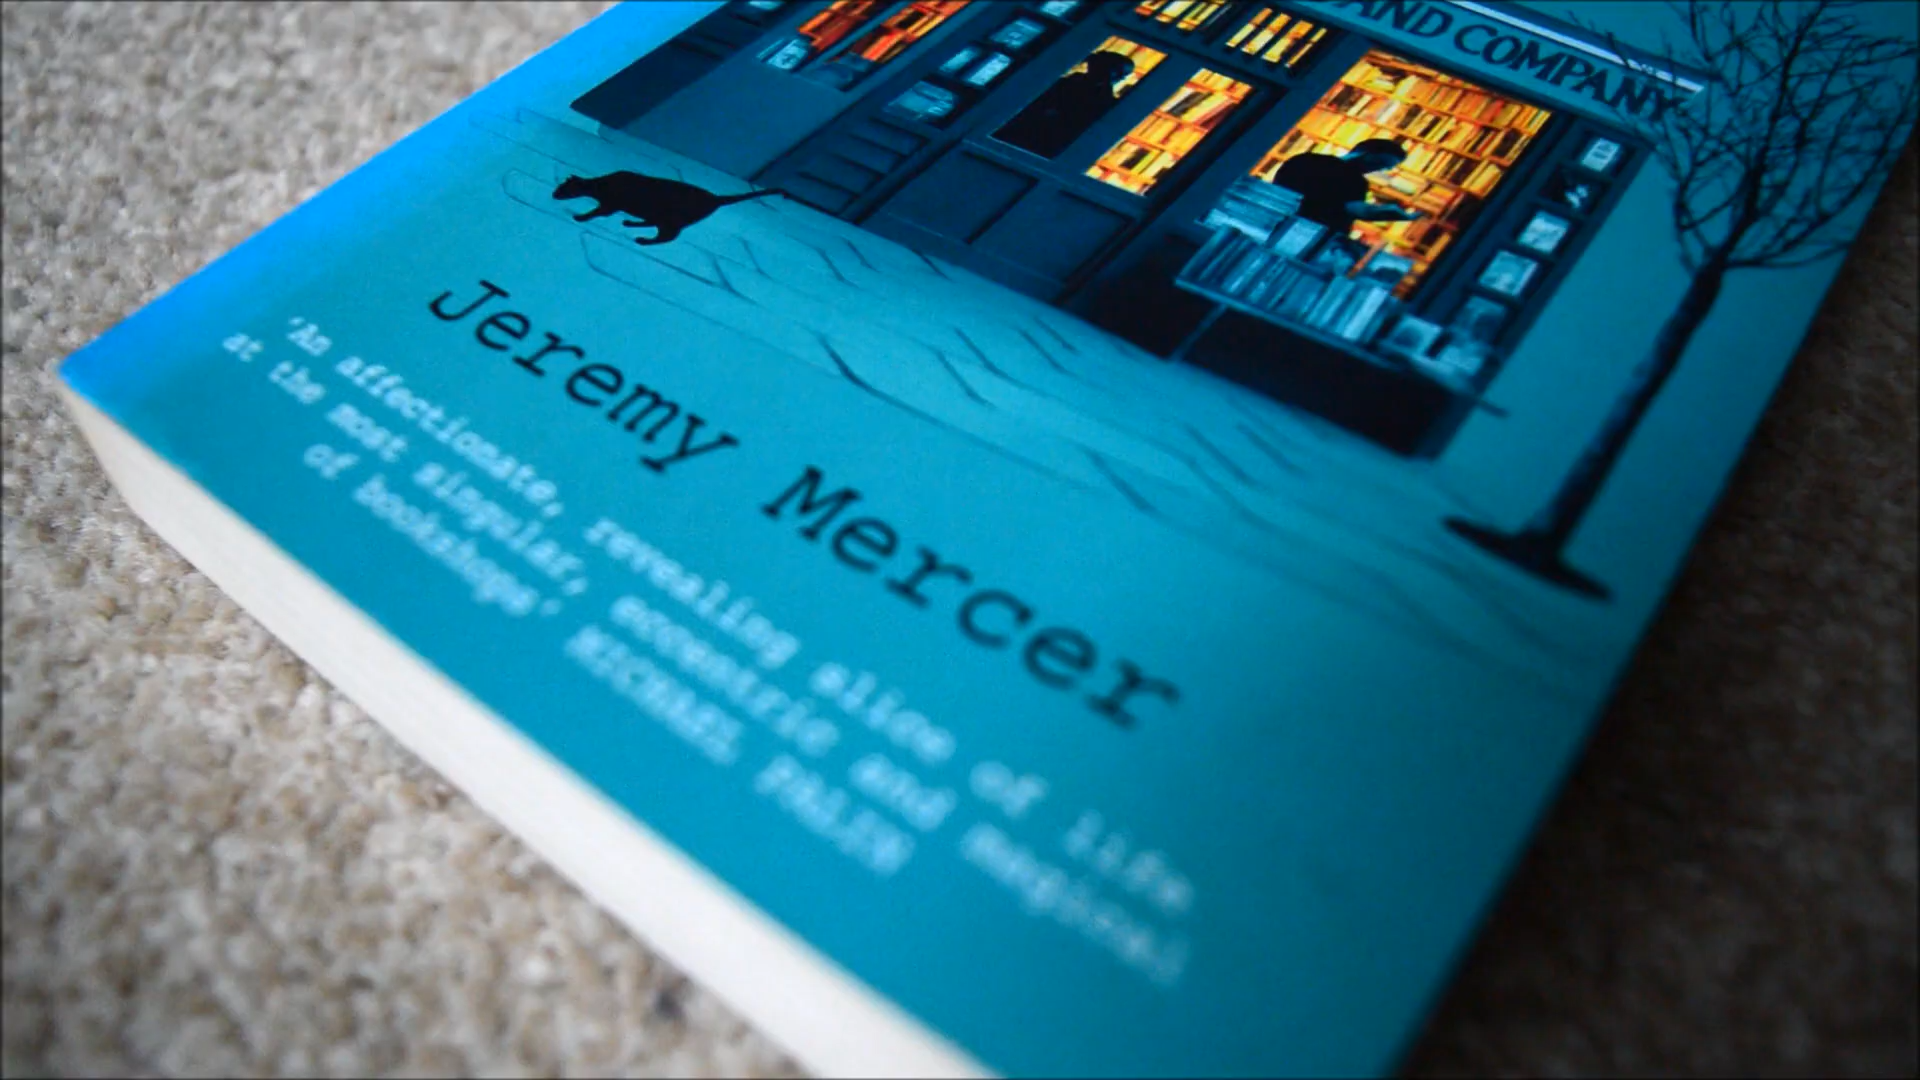 AND COMPANY
Jeremy Mercer
'An affectionate, revealing slice of life
at the most singular, eccentric and magical
of bookshops' MICHAEL PALIN